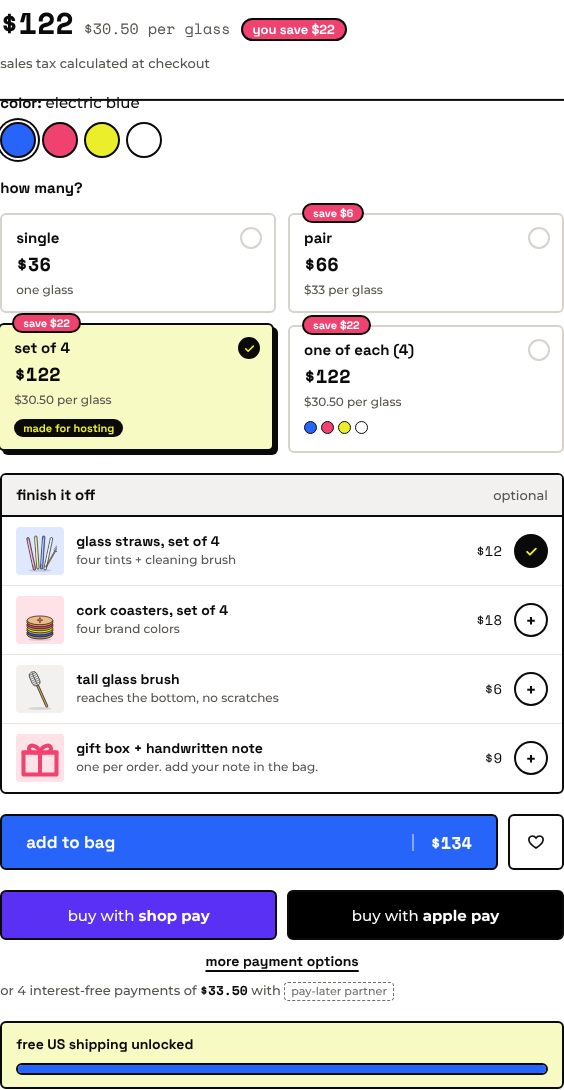 $122 $30.50 per glass you save $22
sales tax calculated at checkout
color: electric blue
how many?
single
$36
one glass
save $6
pair
$66
$33 per glass
save $22
set of 4
$122
$30.50 per glass
made for hosting
save $22
one of each (4)
$122
$30.50 per glass
finish it off optional
glass straws, set of 4
four tints + cleaning brush
$12
cork coasters, set of 4
four brand colors
$18
tall glass brush
reaches the bottom, no scratches
$6
gift box + handwritten note
one per order. add your note in the bag.
$9
add to bag | $134
buy with shop pay
buy with apple pay
more payment options
or 4 interest-free payments of $33.50 with pay-later partner
free US shipping unlocked